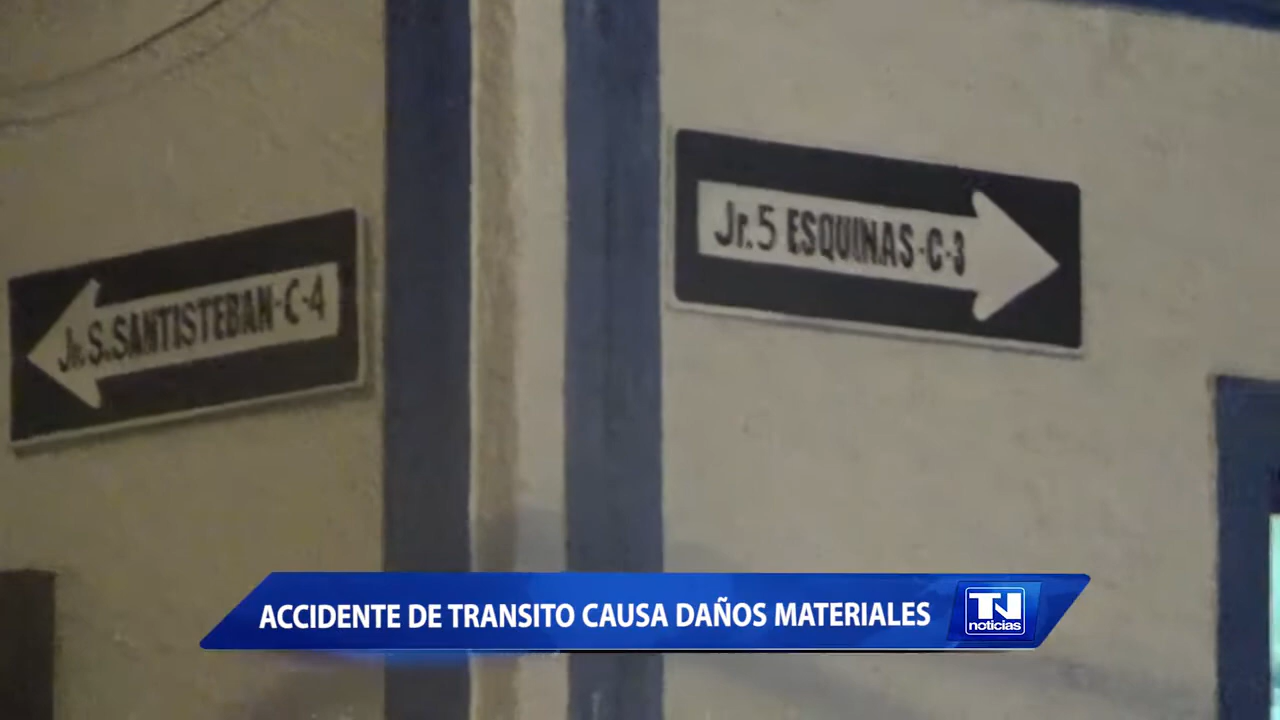 Jr. S. SANTISTEBAN-C-4
Jr. 5 ESQUINAS-C-3
ACCIDENTE DE TRANSITO CAUSA DAÑOS MATERIALES
TN noticias